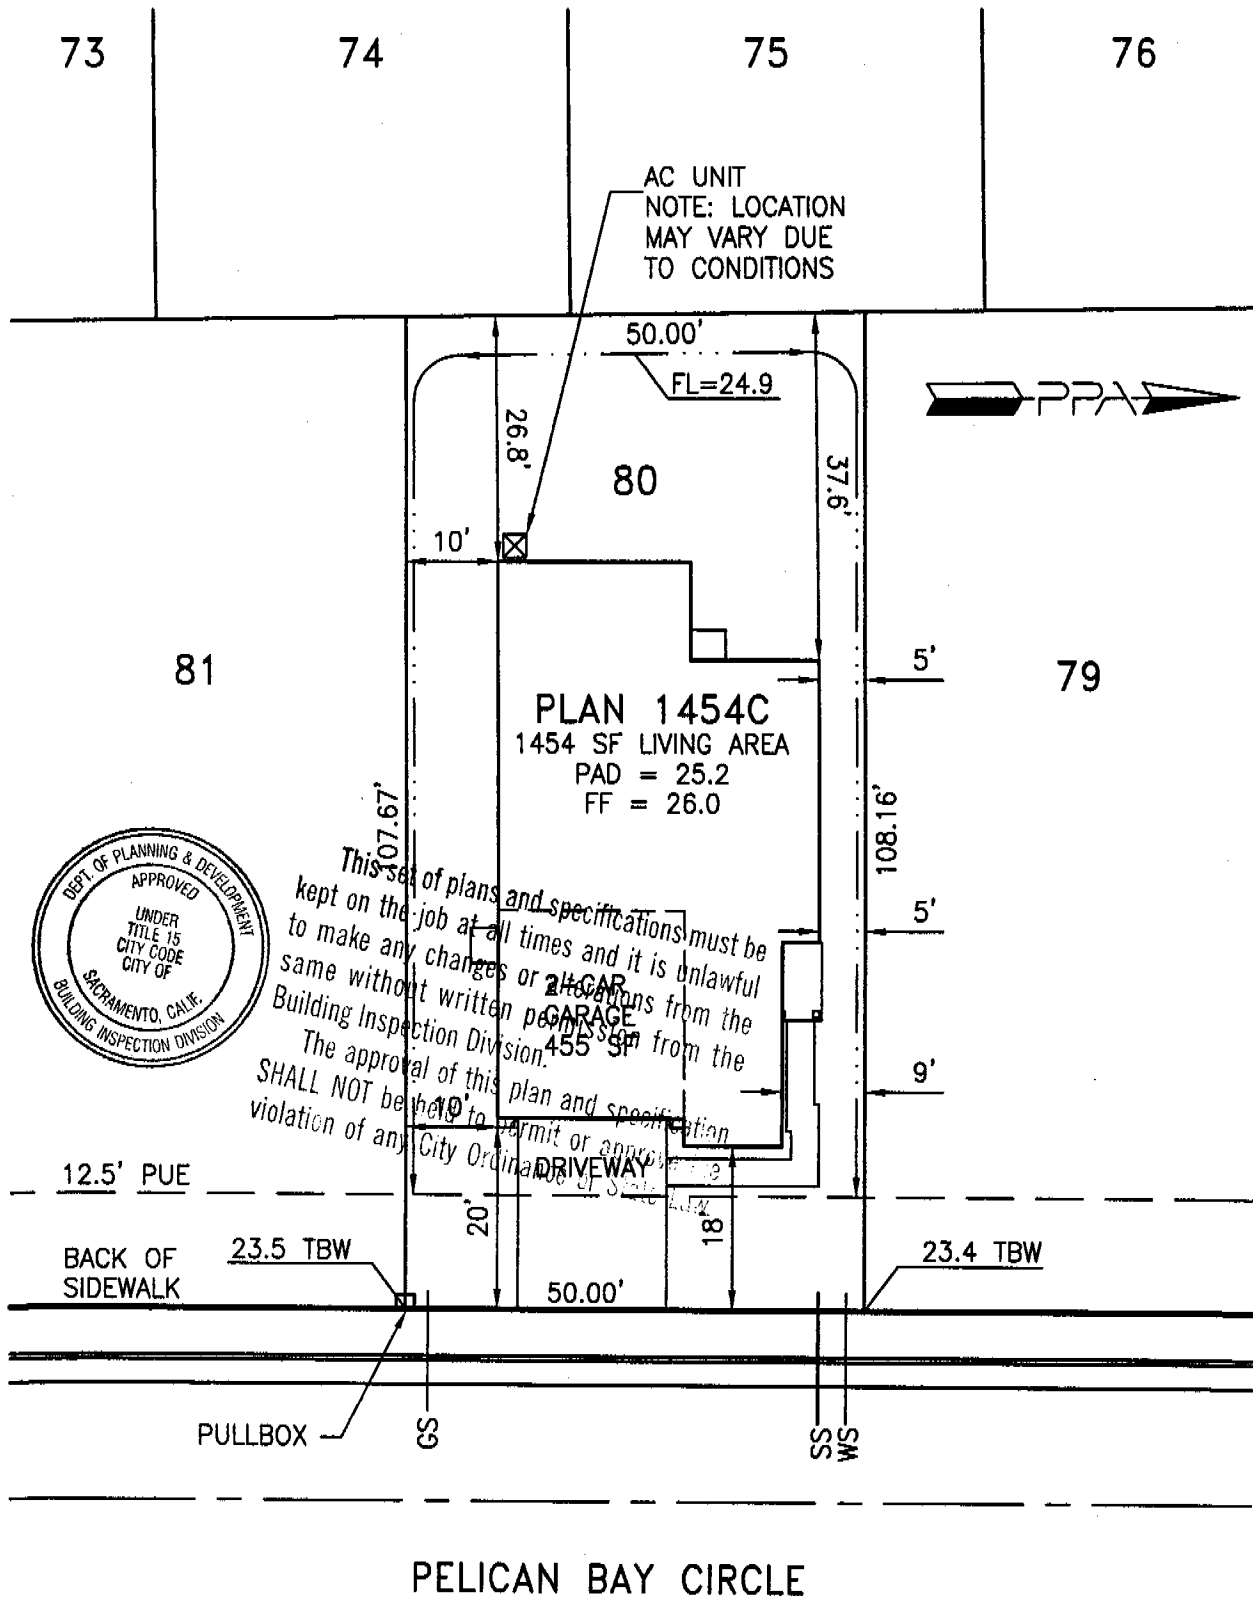 73
74
75
76
AC UNIT
NOTE: LOCATION
MAY VARY DUE
TO CONDITIONS
50.00'
FL=24.9
PPA
26.8'
37.6'
80
10'
81
5'
79
PLAN 1454C
1454 SF LIVING AREA
PAD = 25.2
FF = 26.0
107.67'
108.16'
DEPT. OF PLANNING & DEVELOPMENT
APPROVED
UNDER
TITLE 15
CITY CODE
CITY OF
SACRAMENTO, CALIF.
BUILDING INSPECTION DIVISION
This set of plans and specifications must be
kept on the job at all times and it is unlawful
to make any changes or alterations from the
same without written permission from the
Building Inspection Division.
The approval of this plan and specification
SHALL NOT be held to permit or approve the
violation of any City Ordinance or State Law.
5'
2-CAR
GARAGE
455 SF
9'
10'
DRIVEWAY
12.5' PUE
20'
18'
BACK OF
SIDEWALK
23.5 TBW
23.4 TBW
50.00'
PULLBOX
GS
SS
WS
PELICAN BAY CIRCLE